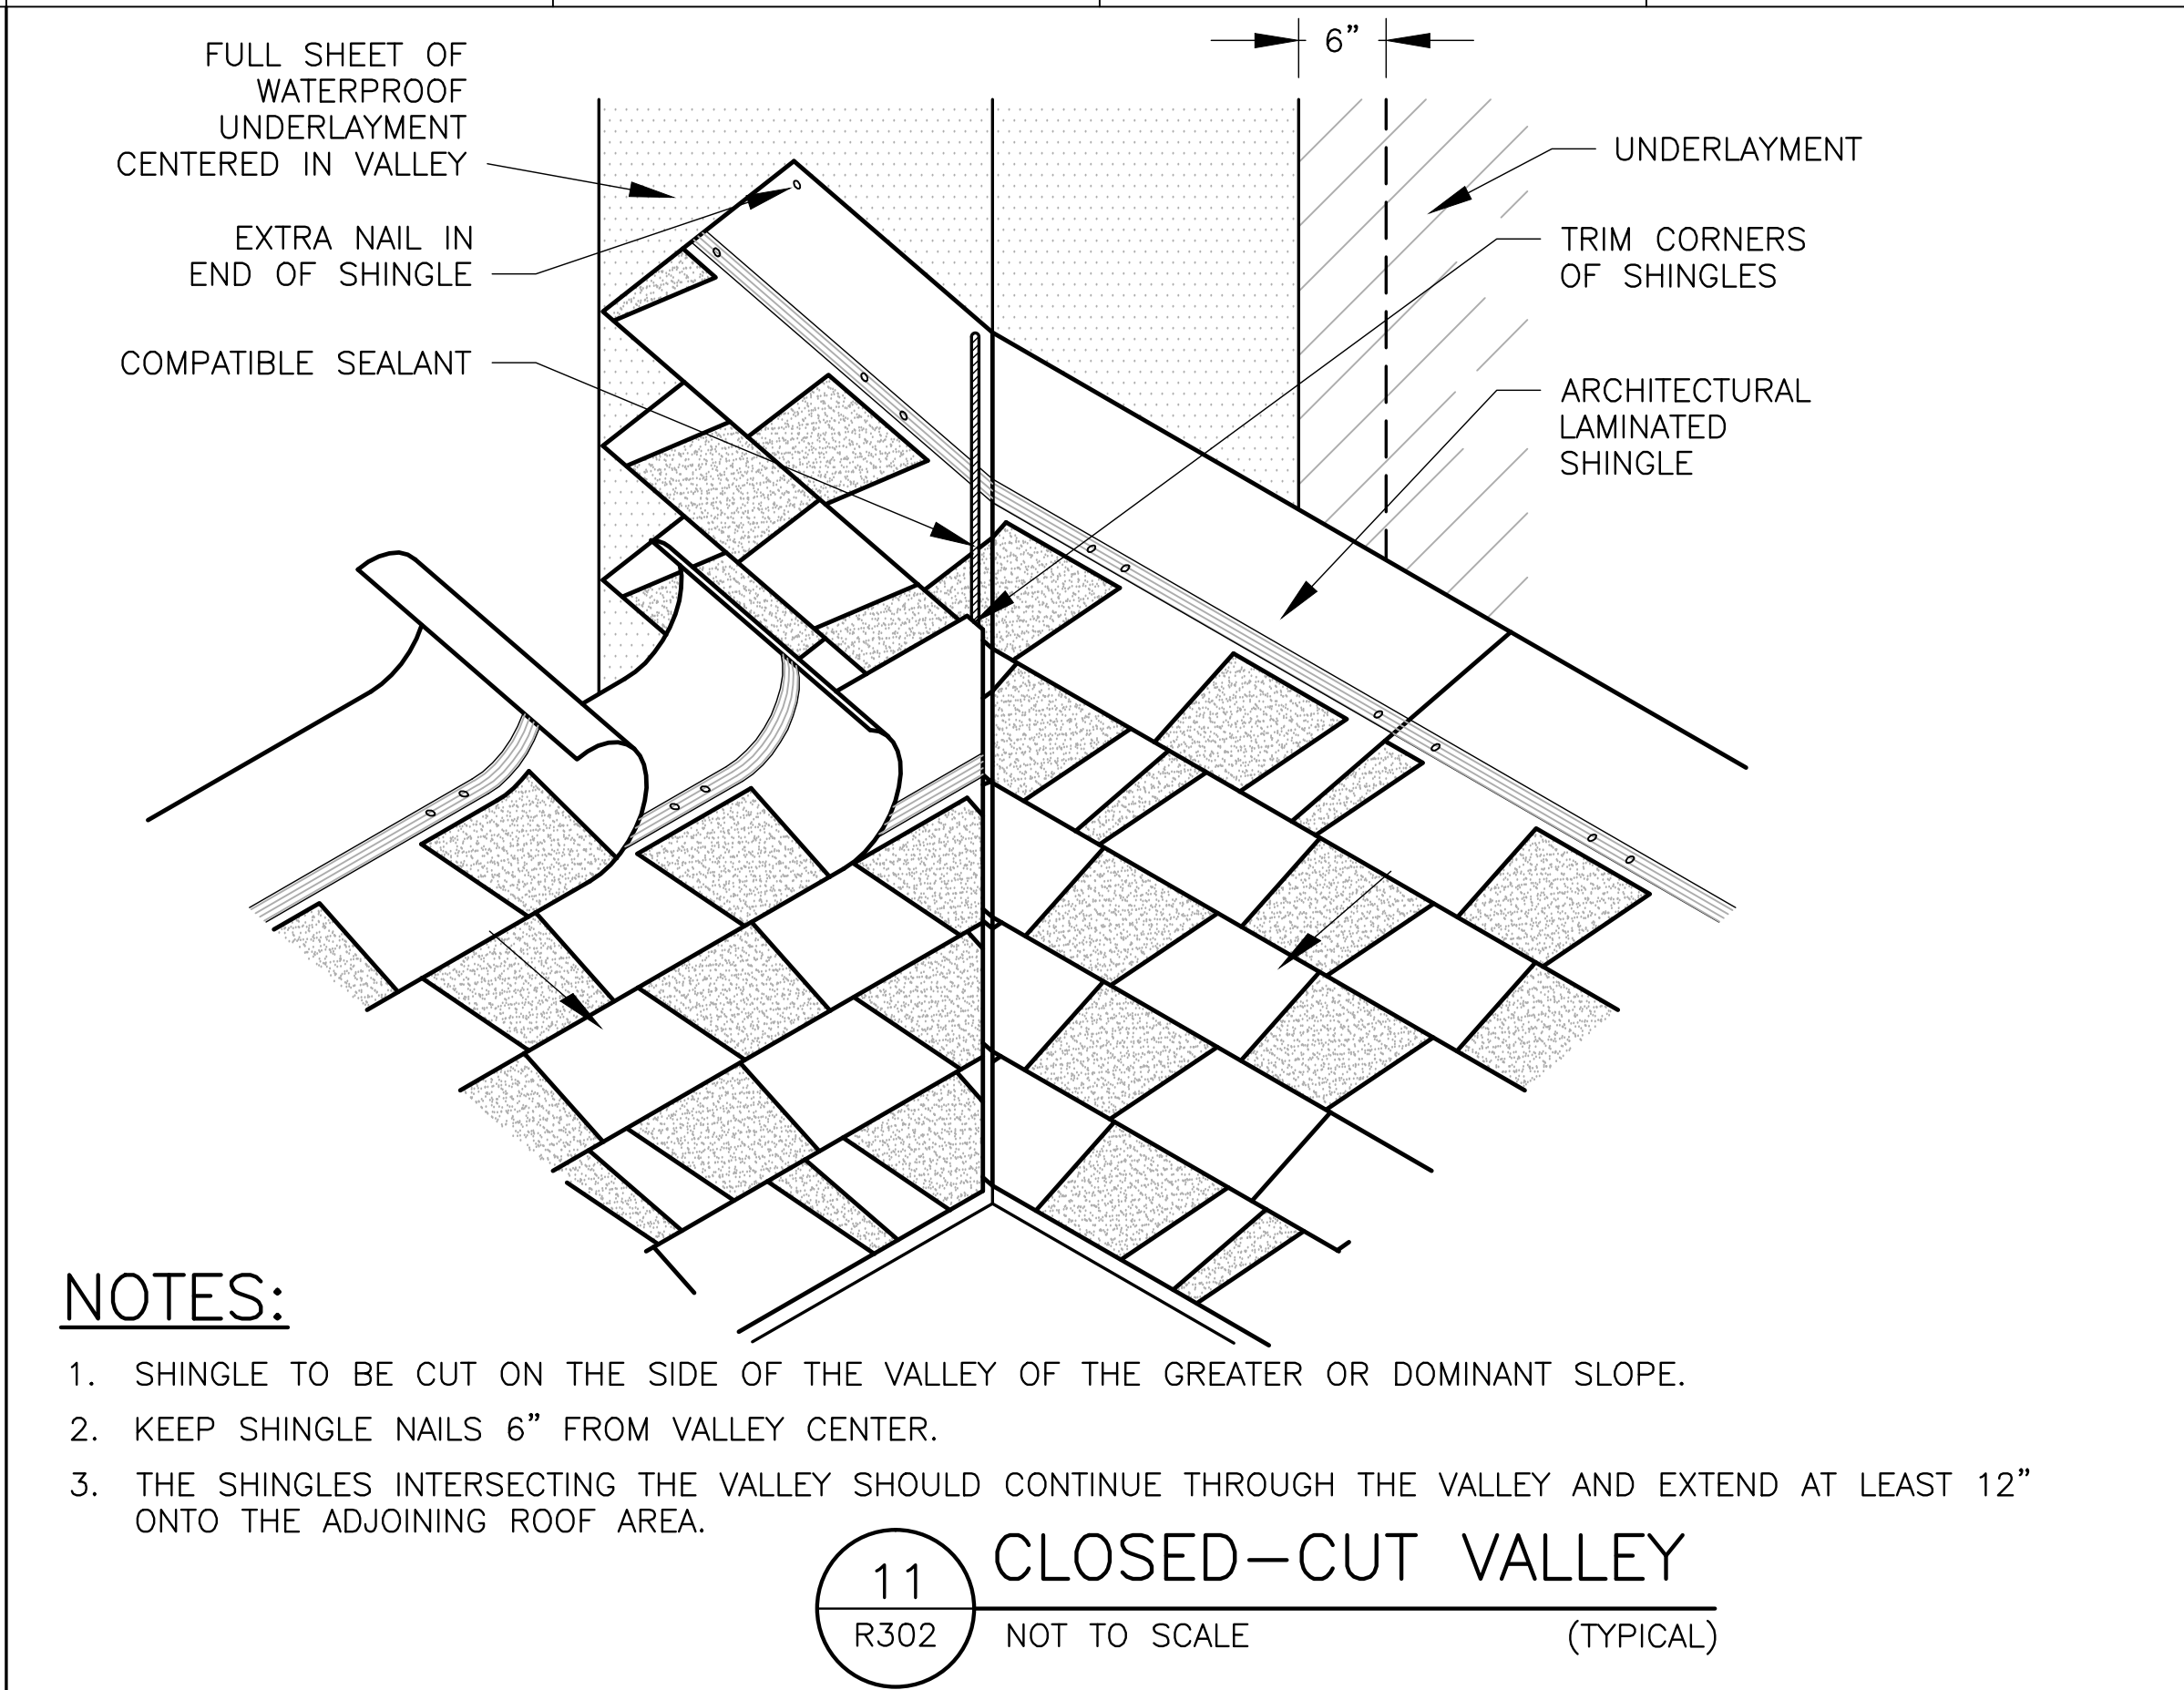 6”
FULL SHEET OF
WATERPROOF
UNDERLAYMENT
CENTERED IN VALLEY
EXTRA NAIL IN
END OF SHINGLE
COMPATIBLE SEALANT
UNDERLAYMENT
TRIM CORNERS
OF SHINGLES
ARCHITECTURAL
LAMINATED
SHINGLE
NOTES:
1. SHINGLE TO BE CUT ON THE SIDE OF THE VALLEY OF THE GREATER OR DOMINANT SLOPE.
2. KEEP SHINGLE NAILS 6” FROM VALLEY CENTER.
3. THE SHINGLES INTERSECTING THE VALLEY SHOULD CONTINUE THROUGH THE VALLEY AND EXTEND AT LEAST 12”
ONTO THE ADJOINING ROOF AREA.
11
R302
CLOSED-CUT VALLEY
NOT TO SCALE (TYPICAL)